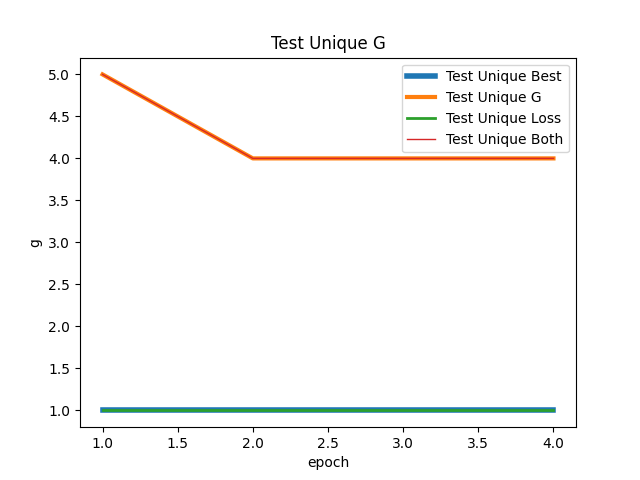 Test Unique G
Test Unique Best
Test Unique G
Test Unique Loss
Test Unique Both
5.0
4.5
4.0
3.5
3.0
2.5
2.0
1.5
1.0
g
1.0 1.5 2.0 2.5 3.0 3.5 4.0
epoch